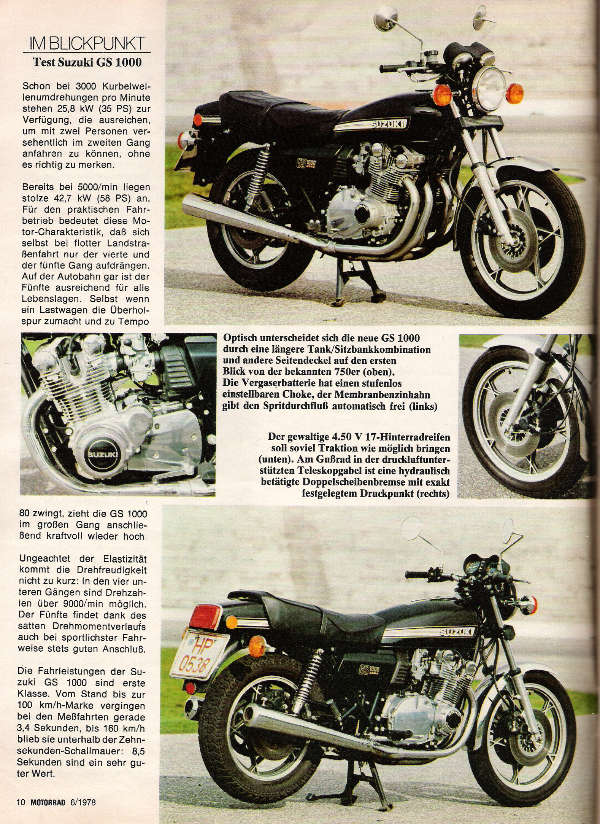 IM BLICKPUNKT
Test Suzuki GS 1000
Schon bei 3000 Kurbelwel-
lenumdrehungen pro Minute
stehen 25,8 kW (35 PS) zur
Verfügung, die ausreichen,
um mit zwei Personen ver-
sehentlich im zweiten Gang
anfahren zu können, ohne
es richtig zu merken.
Bereits bei 5000/min liegen
stolze 42,7 kW (58 PS) an.
Für den praktischen Fahr-
betrieb bedeutet diese Mo-
tor-Charakteristik, daß sich
selbst bei flotter Landstra-
ßenfahrt nur der vierte und
der fünfte Gang aufdrängen.
Auf der Autobahn gar ist der
Fünfte ausreichend für alle
Lebenslagen. Selbst wenn
ein Lastwagen die Überhol-
spur zumacht und zu Tempo
80 zwingt, zieht die GS 1000
im großen Gang anschlie-
ßend kraftvoll wieder hoch
Ungeachtet der Elastizität
kommt die Drehfreudigkeit
nicht zu kurz: In den vier un-
teren Gängen sind Drehzah-
len über 9000/min möglich.
Der Fünfte findet dank des
satten Drehmomentverlaufs
auch bei sportlichster Fahr-
weise stets guten Anschluß.
Die Fahrleistungen der Su-
zuki GS 1000 sind erste
Klasse. Vom Stand bis zur
100 km/h-Marke vergingen
bei den Meßfahrten gerade
3,4 Sekunden, bis 160 km/h
blieb sie unterhalb der Zehn-
sekunden-Schallmauer: 8,5
Sekunden sind ein sehr gu-
ter Wert.
Optisch unterscheidet sich die neue GS 1000
durch eine längere Tank/Sitzbankkombination
und andere Seitendeckel auf den ersten
Blick von der bekannten 750er (oben).
Die Vergaserbatterie hat einen stufenlos
einstellbaren Choke, der Membranbenzinhahn
gibt den Spritdurchfluß automatisch frei (links)
Der gewaltige 4.50 V 17-Hinterradreifen
soll soviel Traktion wie möglich bringen
(unten). Am Gußrad in der druckluftunter-
stützten Teleskopgabel ist eine hydraulisch
betätigte Doppelscheibenbremse mit exakt
festgelegtem Druckpunkt (rechts)
SUZUKI
SUZUKI
SUZUKI
HP
0538
10 MOTORRAD 6/1978